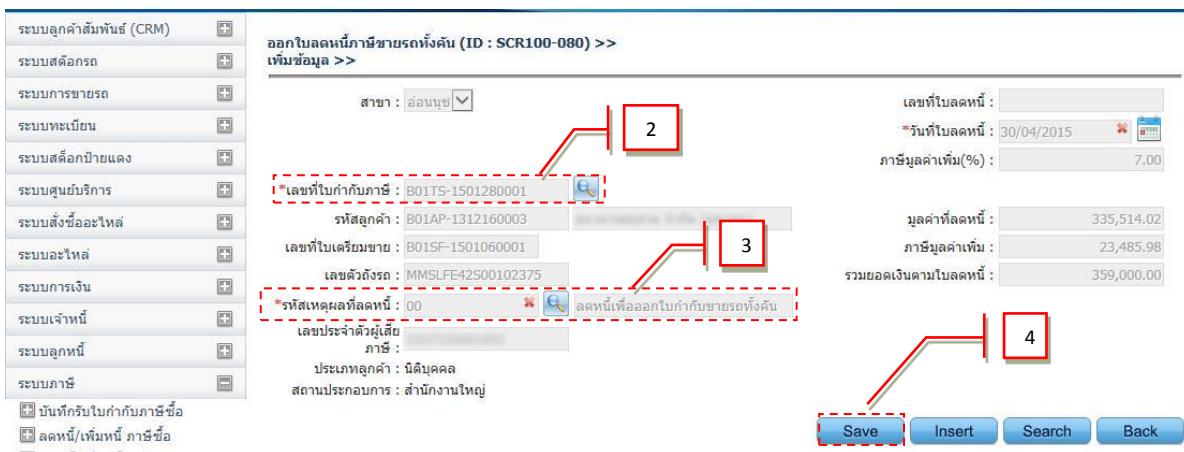 ระบบลูกค้าสัมพันธ์ (CRM)
ระบบสต๊อกรถ
ระบบการขายรถ
ระบบทะเบียน
ระบบสต็อกป้ายแดง
ระบบศูนย์บริการ
ระบบสั่งซื้ออะไหล่
ระบบอะไหล่
ระบบการเงิน
ระบบเจ้าหนี้
ระบบลูกหนี้
ระบบภาษี
บันทึกรับใบกำกับภาษีซื้อ
ลดหนี้/เพิ่มหนี้ ภาษีซื้อ
ออกใบลดหนี้ภาษีขายรถทั้งคัน (ID : SCR100-080) >>
เพิ่มข้อมูล >>
สาขา : อ่อนนุช
เลขที่ใบลดหนี้ :
2
*วันที่ใบลดหนี้ : 30/04/2015
ภาษีมูลค่าเพิ่ม(%) : 7.00
*เลขที่ใบกำกับภาษี : B01TS-1501280001
รหัสลูกค้า : B01AP-1312160003
มูลค่าที่ลดหนี้ : 335,514.02
เลขที่ใบเตรียมขาย : B01SF-1501060001
3
ภาษีมูลค่าเพิ่ม : 23,485.98
เลขตัวถังรถ : MMSLFE42S00102375
รวมยอดเงินตามใบลดหนี้ : 359,000.00
*รหัสเหตุผลที่ลดหนี้ : 00 ลดหนี้เพื่อออกใบกำกับขายรถทั้งคัน
เลขประจำตัวผู้เสีย
ภาษี :
4
ประเภทลูกค้า : นิติบุคคล
สถานประกอบการ : สำนักงานใหญ่
Save Insert Search Back